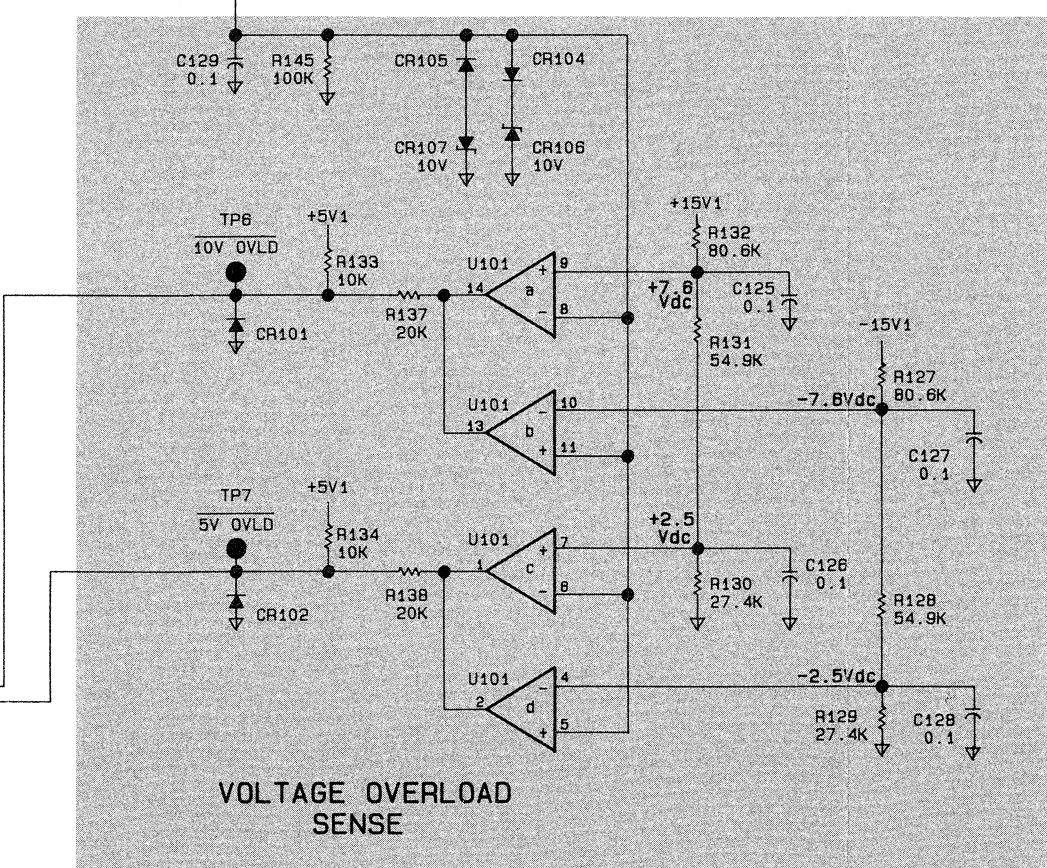 C129
0.1
R145
100K
CR105
CR104
CR107
10V
CR106
10V
TP6
10V OVLD
+5V1
R133
10K
CR101
R137
20K
U101
14
a
+
9
-
8
+15V1
R132
80.6K
+7.6
Vdc
C125
0.1
R131
54.9K
-15V1
R127
80.6K
-7.6Vdc
C127
0.1
U101
13
b
-
10
+
11
TP7
5V OVLD
+5V1
R134
10K
CR102
R138
20K
U101
1
c
+
7
-
6
+2.5
Vdc
R130
27.4K
C126
0.1
R128
54.9K
U101
2
d
-
4
+
5
-2.5Vdc
R129
27.4K
C128
0.1
VOLTAGE OVERLOAD
SENSE